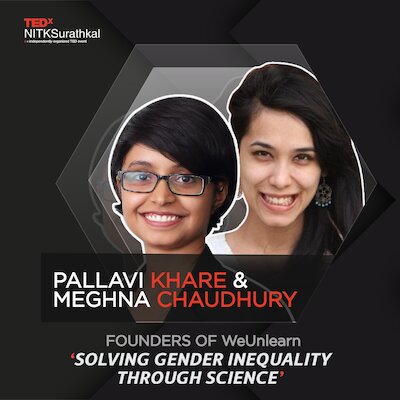 TEDx
NITKSurathkal
x = independently organized TED event
PALLAVI KHARE &
MEGHNA CHAUDHURY
FOUNDERS OF WeUnlearn
‘SOLVING GENDER INEQUALITY
THROUGH SCIENCE’